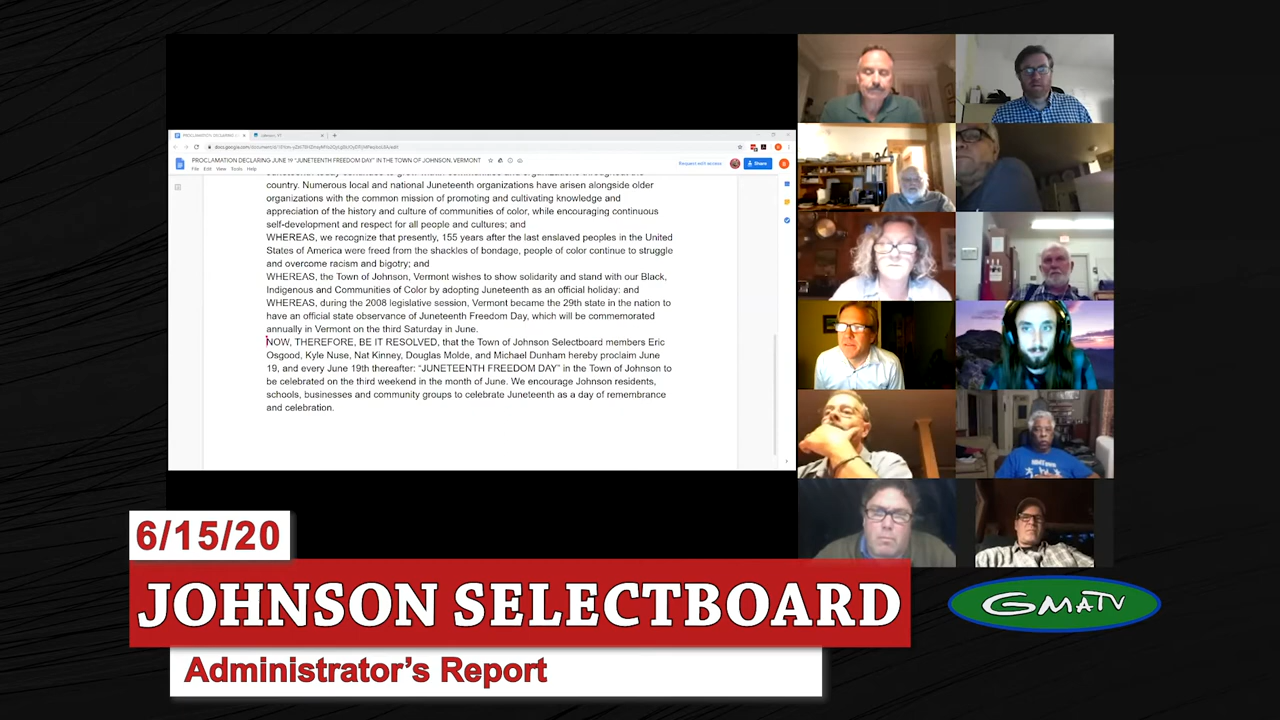 PROCLAMATION DECLARING JUNE 19 "JUNETEENTH FREEDOM DAY" IN THE TOWN OF JOHNSON, VERMONT
File Edit View Tools Help
Request edit access
Share
country. Numerous local and national Juneteenth organizations have arisen alongside older
organizations with the common mission of promoting and cultivating knowledge and
appreciation of the history and culture of communities of color, while encouraging continuous
self-development and respect for all people and cultures; and
WHEREAS, we recognize that presently, 155 years after the last enslaved peoples in the United
States of America were freed from the shackles of bondage, people of color continue to struggle
and overcome racism and bigotry; and
WHEREAS, the Town of Johnson, Vermont wishes to show solidarity and stand with our Black,
Indigenous and Communities of Color by adopting Juneteenth as an official holiday: and
WHEREAS, during the 2008 legislative session, Vermont became the 29th state in the nation to
have an official state observance of Juneteenth Freedom Day, which will be commemorated
annually in Vermont on the third Saturday in June.
NOW, THEREFORE, BE IT RESOLVED, that the Town of Johnson Selectboard members Eric
Osgood, Kyle Nuse, Nat Kinney, Douglas Molde, and Michael Dunham hereby proclaim June
19, and every June 19th thereafter: "JUNETEENTH FREEDOM DAY" in the Town of Johnson to
be celebrated on the third weekend in the month of June. We encourage Johnson residents,
schools, businesses and community groups to celebrate Juneteenth as a day of remembrance
and celebration.
6/15/20
JOHNSON SELECTBOARD
GMATV
Administrator's Report